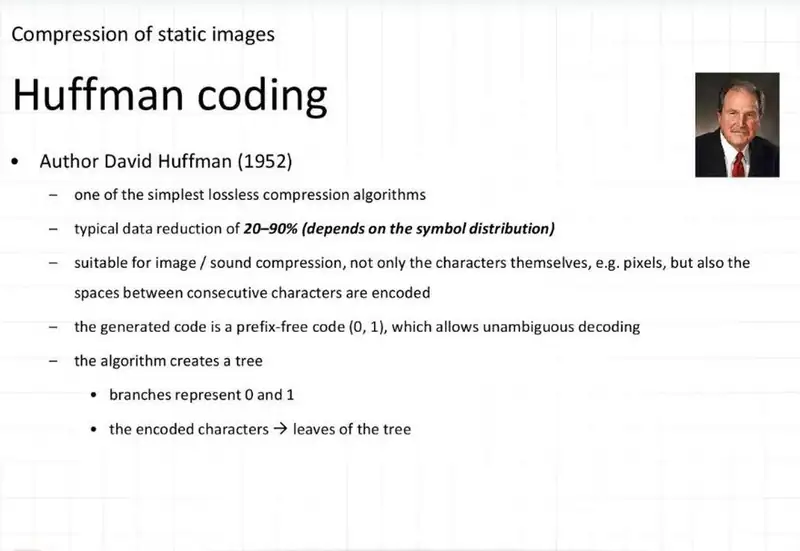 Compression of static images
Huffman coding
• Author David Huffman (1952)
– one of the simplest lossless compression algorithms
– typical data reduction of 20–90% (depends on the symbol distribution)
– suitable for image / sound compression, not only the characters themselves, e.g. pixels, but also the
spaces between consecutive characters are encoded
– the generated code is a prefix-free code (0, 1), which allows unambiguous decoding
– the algorithm creates a tree
• branches represent 0 and 1
• the encoded characters → leaves of the tree